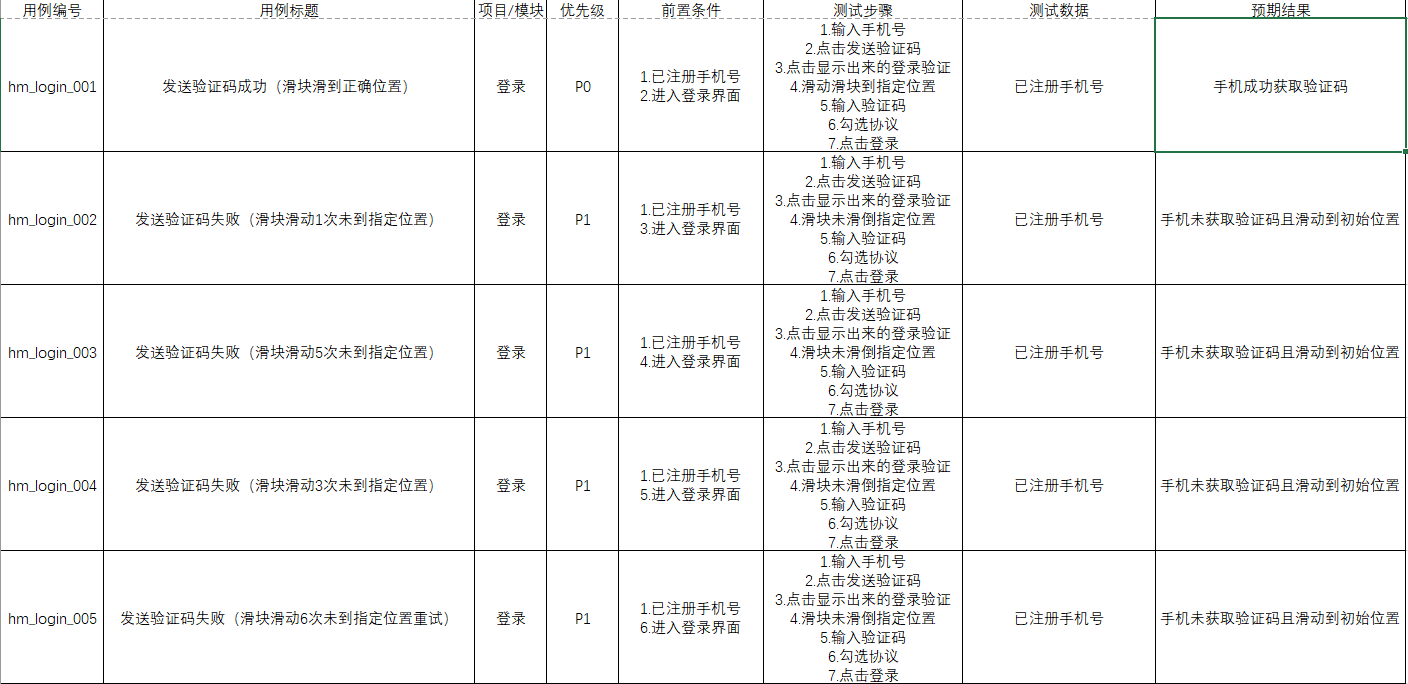 用例编号 用例标题 项目/模块 优先级 前置条件 测试步骤 测试数据 预期结果
hm_login_001 发送验证码成功（滑块滑到正确位置） 登录 P0
1.已注册手机号
2.进入登录界面
1.输入手机号
2.点击发送验证码
3.点击显示出来的登录验证
4.滑动滑块到指定位置
5.输入验证码
6.勾选协议
7.点击登录
已注册手机号
手机成功获取验证码
hm_login_002 发送验证码失败（滑块滑动1次未到指定位置） 登录 P1
1.已注册手机号
3.进入登录界面
1.输入手机号
2.点击发送验证码
3.点击显示出来的登录验证
4.滑块未滑倒指定位置
5.输入验证码
6.勾选协议
7.点击登录
已注册手机号
手机未获取验证码且滑动到初始位置
hm_login_003 发送验证码失败（滑块滑动5次未到指定位置） 登录 P1
1.已注册手机号
4.进入登录界面
1.输入手机号
2.点击发送验证码
3.点击显示出来的登录验证
4.滑块未滑倒指定位置
5.输入验证码
6.勾选协议
7.点击登录
已注册手机号
手机未获取验证码且滑动到初始位置
hm_login_004 发送验证码失败（滑块滑动3次未到指定位置） 登录 P1
1.已注册手机号
5.进入登录界面
1.输入手机号
2.点击发送验证码
3.点击显示出来的登录验证
4.滑块未滑倒指定位置
5.输入验证码
6.勾选协议
7.点击登录
已注册手机号
手机未获取验证码且滑动到初始位置
hm_login_005 发送验证码失败（滑块滑动6次未到指定位置重试） 登录 P1
1.已注册手机号
6.进入登录界面
1.输入手机号
2.点击发送验证码
3.点击显示出来的登录验证
4.滑块未滑倒指定位置
5.输入验证码
6.勾选协议
7.点击登录
已注册手机号
手机未获取验证码且滑动到初始位置